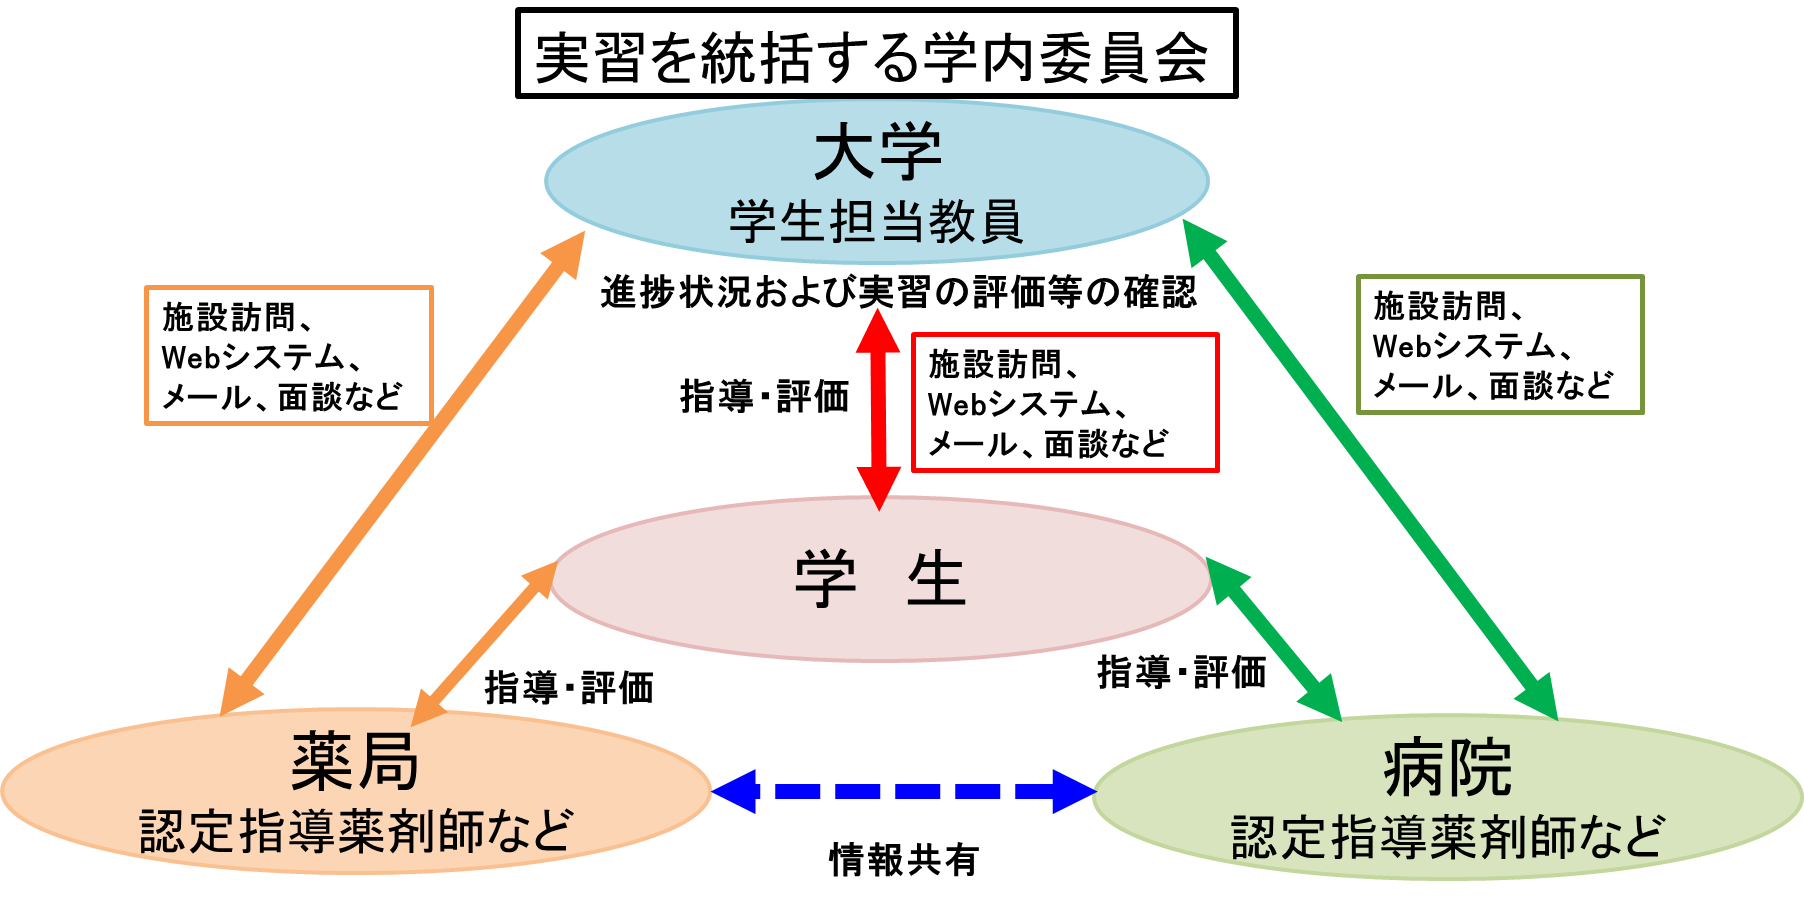 実習を統括する学内委員会
大学
学生担当教員
進捗状況および実習の評価等の確認
施設訪問、
Webシステム、
メール、面談など
指導・評価
施設訪問、
Webシステム、
メール、面談など
施設訪問、
Webシステム、
メール、面談など
学　生
指導・評価
指導・評価
薬局
認定指導薬剤師など
病院
認定指導薬剤師など
情報共有